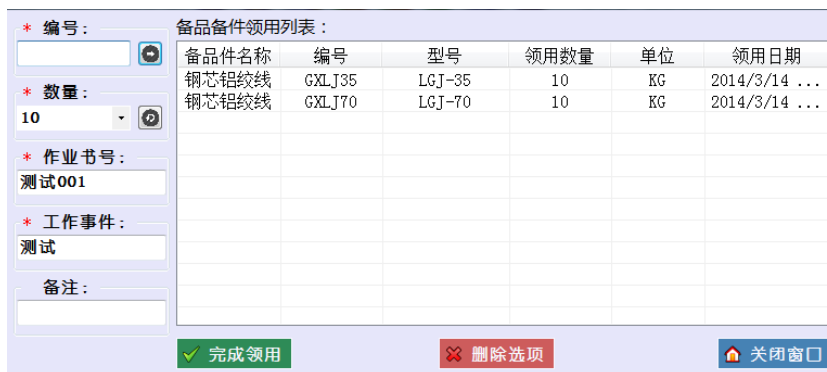 * 编号:
备品备件领用列表:
备品件名称 编号 型号 领用数量 单位 领用日期
钢芯铝绞线 GXLJ35 LGJ-35 10 KG 2014/3/14 ...
钢芯铝绞线 GXLJ70 LGJ-70 10 KG 2014/3/14 ...
* 数量:
10
* 作业书号:
测试001
* 工作事件:
测试
备注:
完成领用 删除选项 关闭窗口